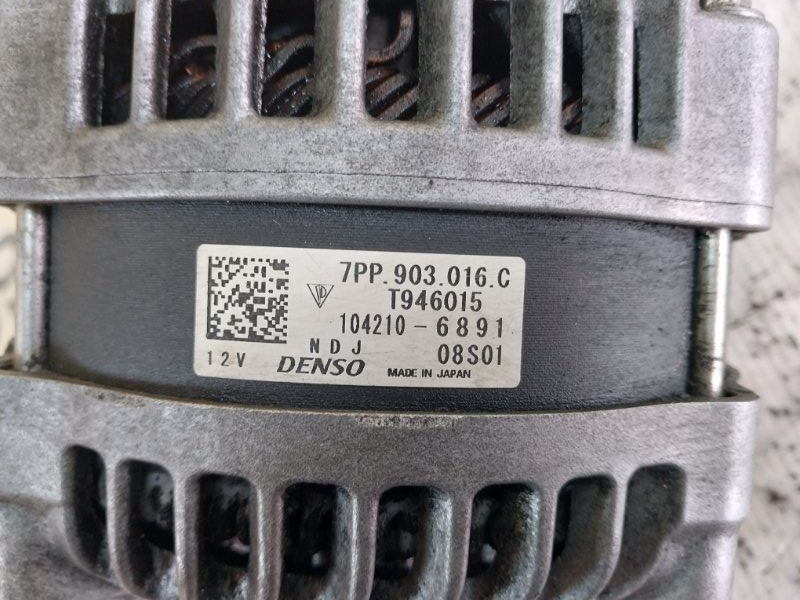 7PP.903.016.C
T946015
104210-6891
NDJ 08S01
12V DENSO MADE IN JAPAN